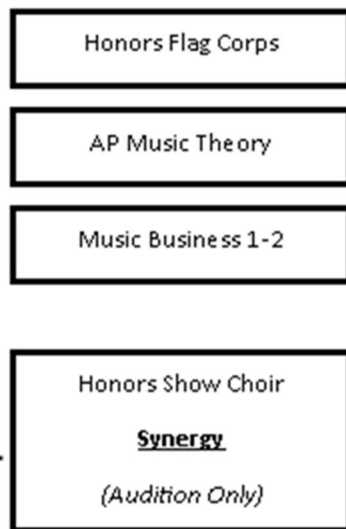 Honors Flag Corps
AP Music Theory
Music Business 1-2
Honors Show Choir
Synergy
(Audition Only)